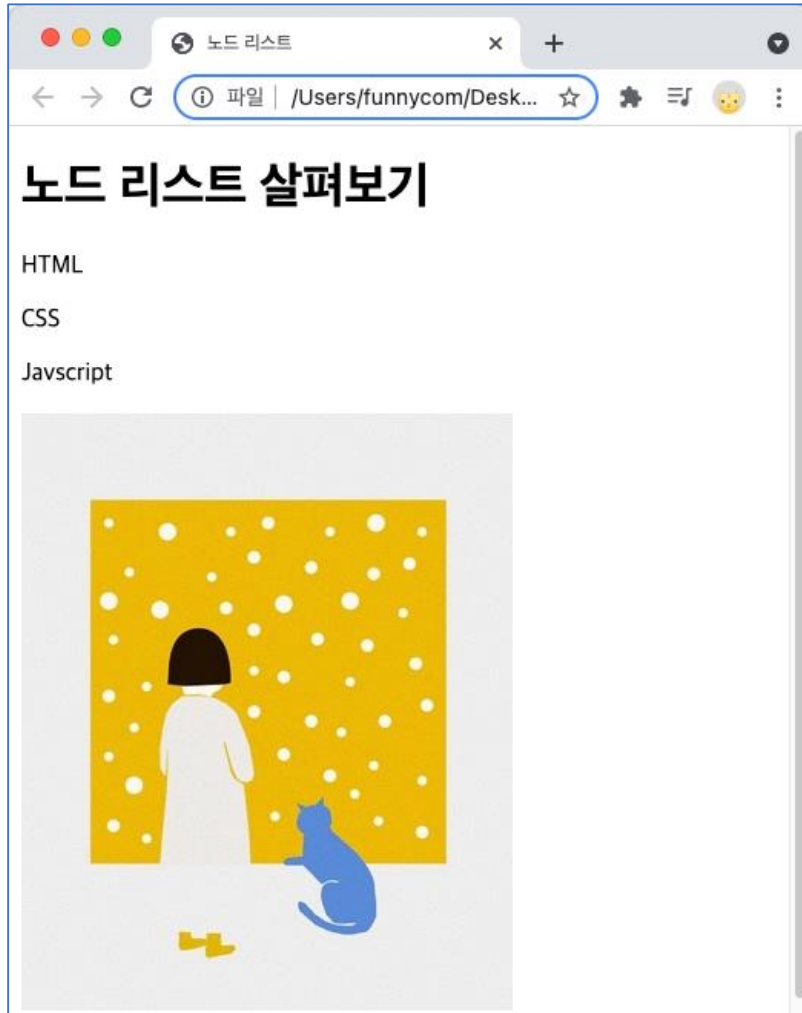 노드 리스트
파일 /Users/funnycom/Desk...
노드 리스트 살펴보기
HTML
CSS
Javscript